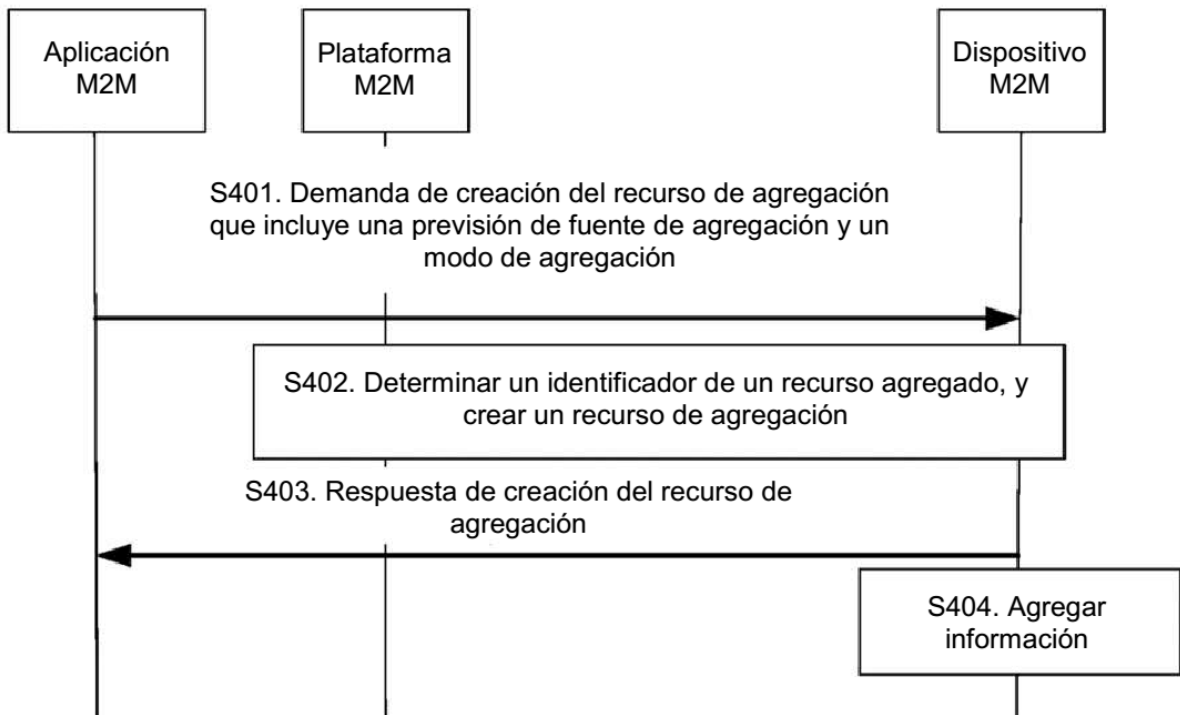 Aplicación
M2M
Plataforma
M2M
Dispositivo
M2M
S401. Demanda de creación del recurso de agregación
que incluye una previsión de fuente de agregación y un
modo de agregación
S402. Determinar un identificador de un recurso agregado, y
crear un recurso de agregación
S403. Respuesta de creación del recurso de
agregación
S404. Agregar
información